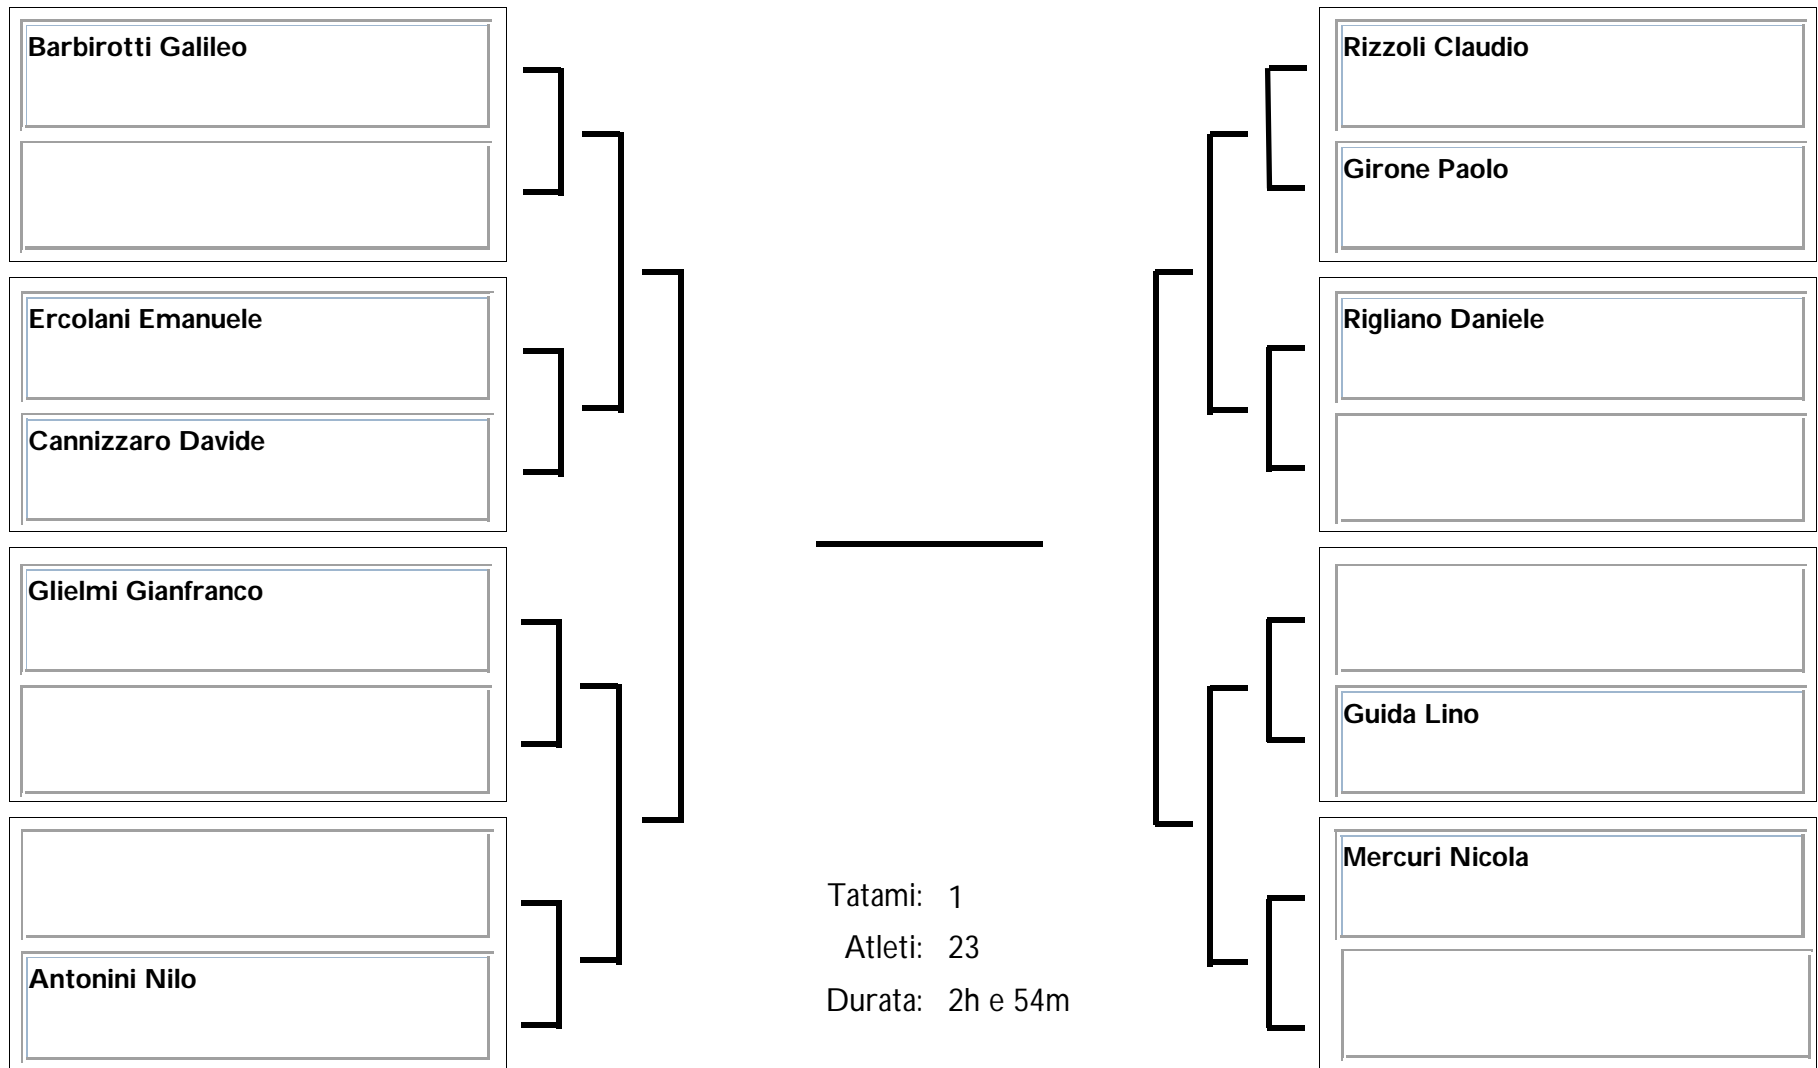 Barbirotti Galileo
Ercolani Emanuele
Cannizzaro Davide
Glielmi Gianfranco
Antonini Nilo
Rizzoli Claudio
Girone Paolo
Rigliano Daniele
Guida Lino
Mercuri Nicola
Tatami: 1
Atleti: 23
Durata: 2h e 54m